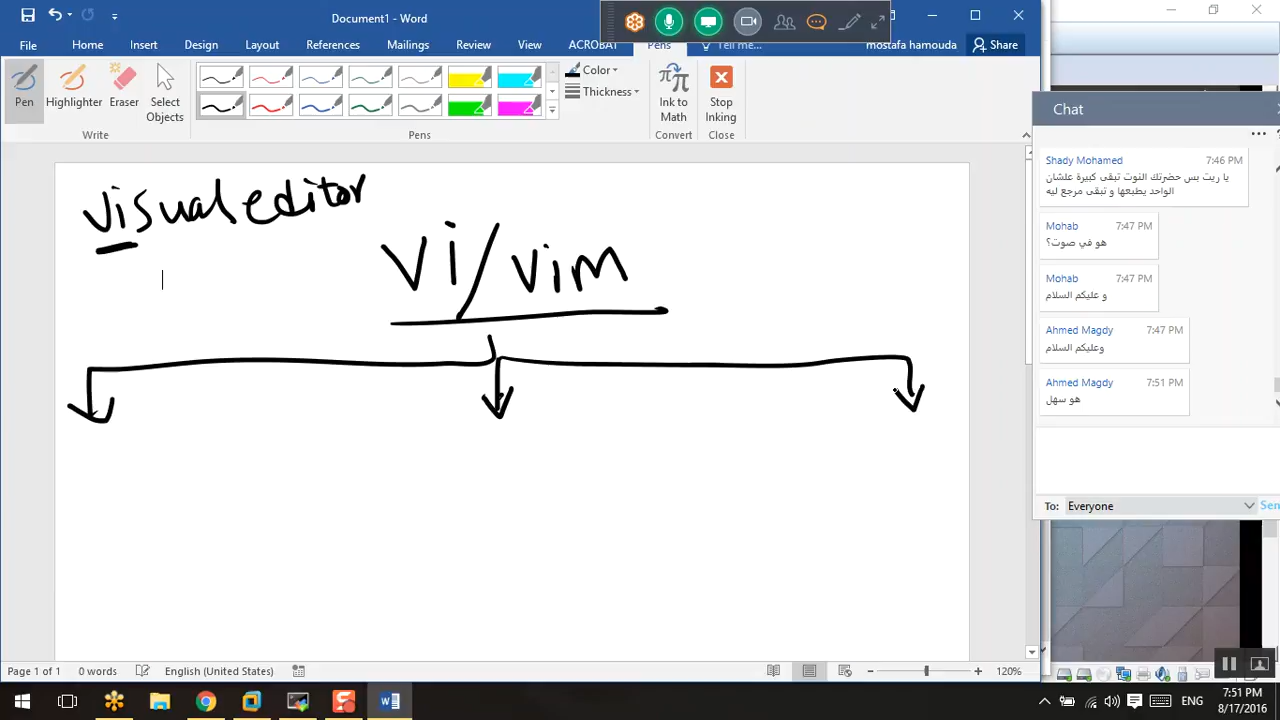 Document1 - Word
File
Home
Insert
Design
Layout
References
Mailings
Review
View
ACROBAT
Pens
Tell me...
mostafa hamouda
Share
Pen
Highlighter
Eraser
Select
Objects
Color
Thickness
Ink to
Math
Stop
Inking
Write
Pens
Convert
Close
visual editor
vi/vim
Chat
Shady Mohamed 7:46 PM
يا ريت بس حضرتك النوت تبقى كبيرة علشان
الواحد يطبعها و تبقى مرجع ليه
Mohab 7:47 PM
هو في صوت؟
Mohab 7:47 PM
و عليكم السلام
Ahmed Magdy 7:47 PM
وعليكم السلام
Ahmed Magdy 7:51 PM
هو سهل
To: Everyone
Sen
Page 1 of 1
0 words
English (United States)
120%
ENG
7:51 PM
8/17/2016